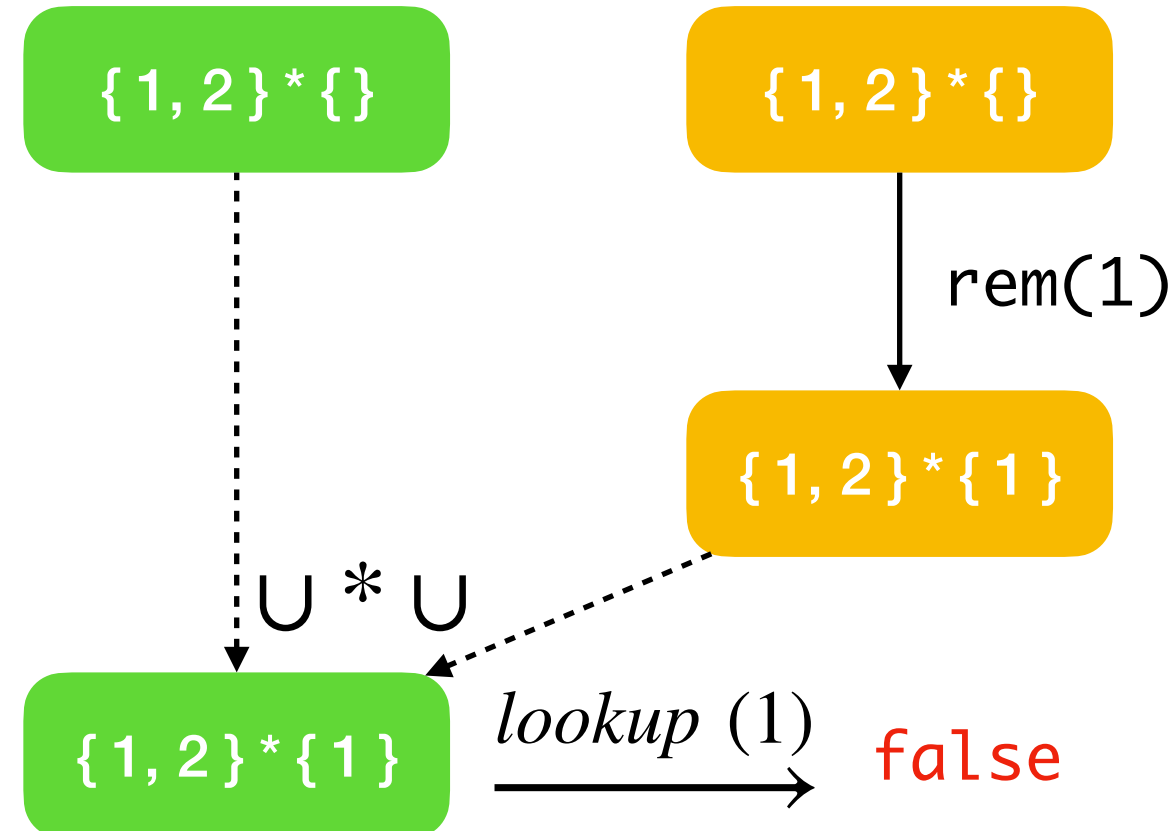 { 1, 2 } * { }
{ 1, 2 } * { }
rem(1)
{ 1, 2 } * { 1 }
∪ * ∪
{ 1, 2 } * { 1 }
lookup (1)
false